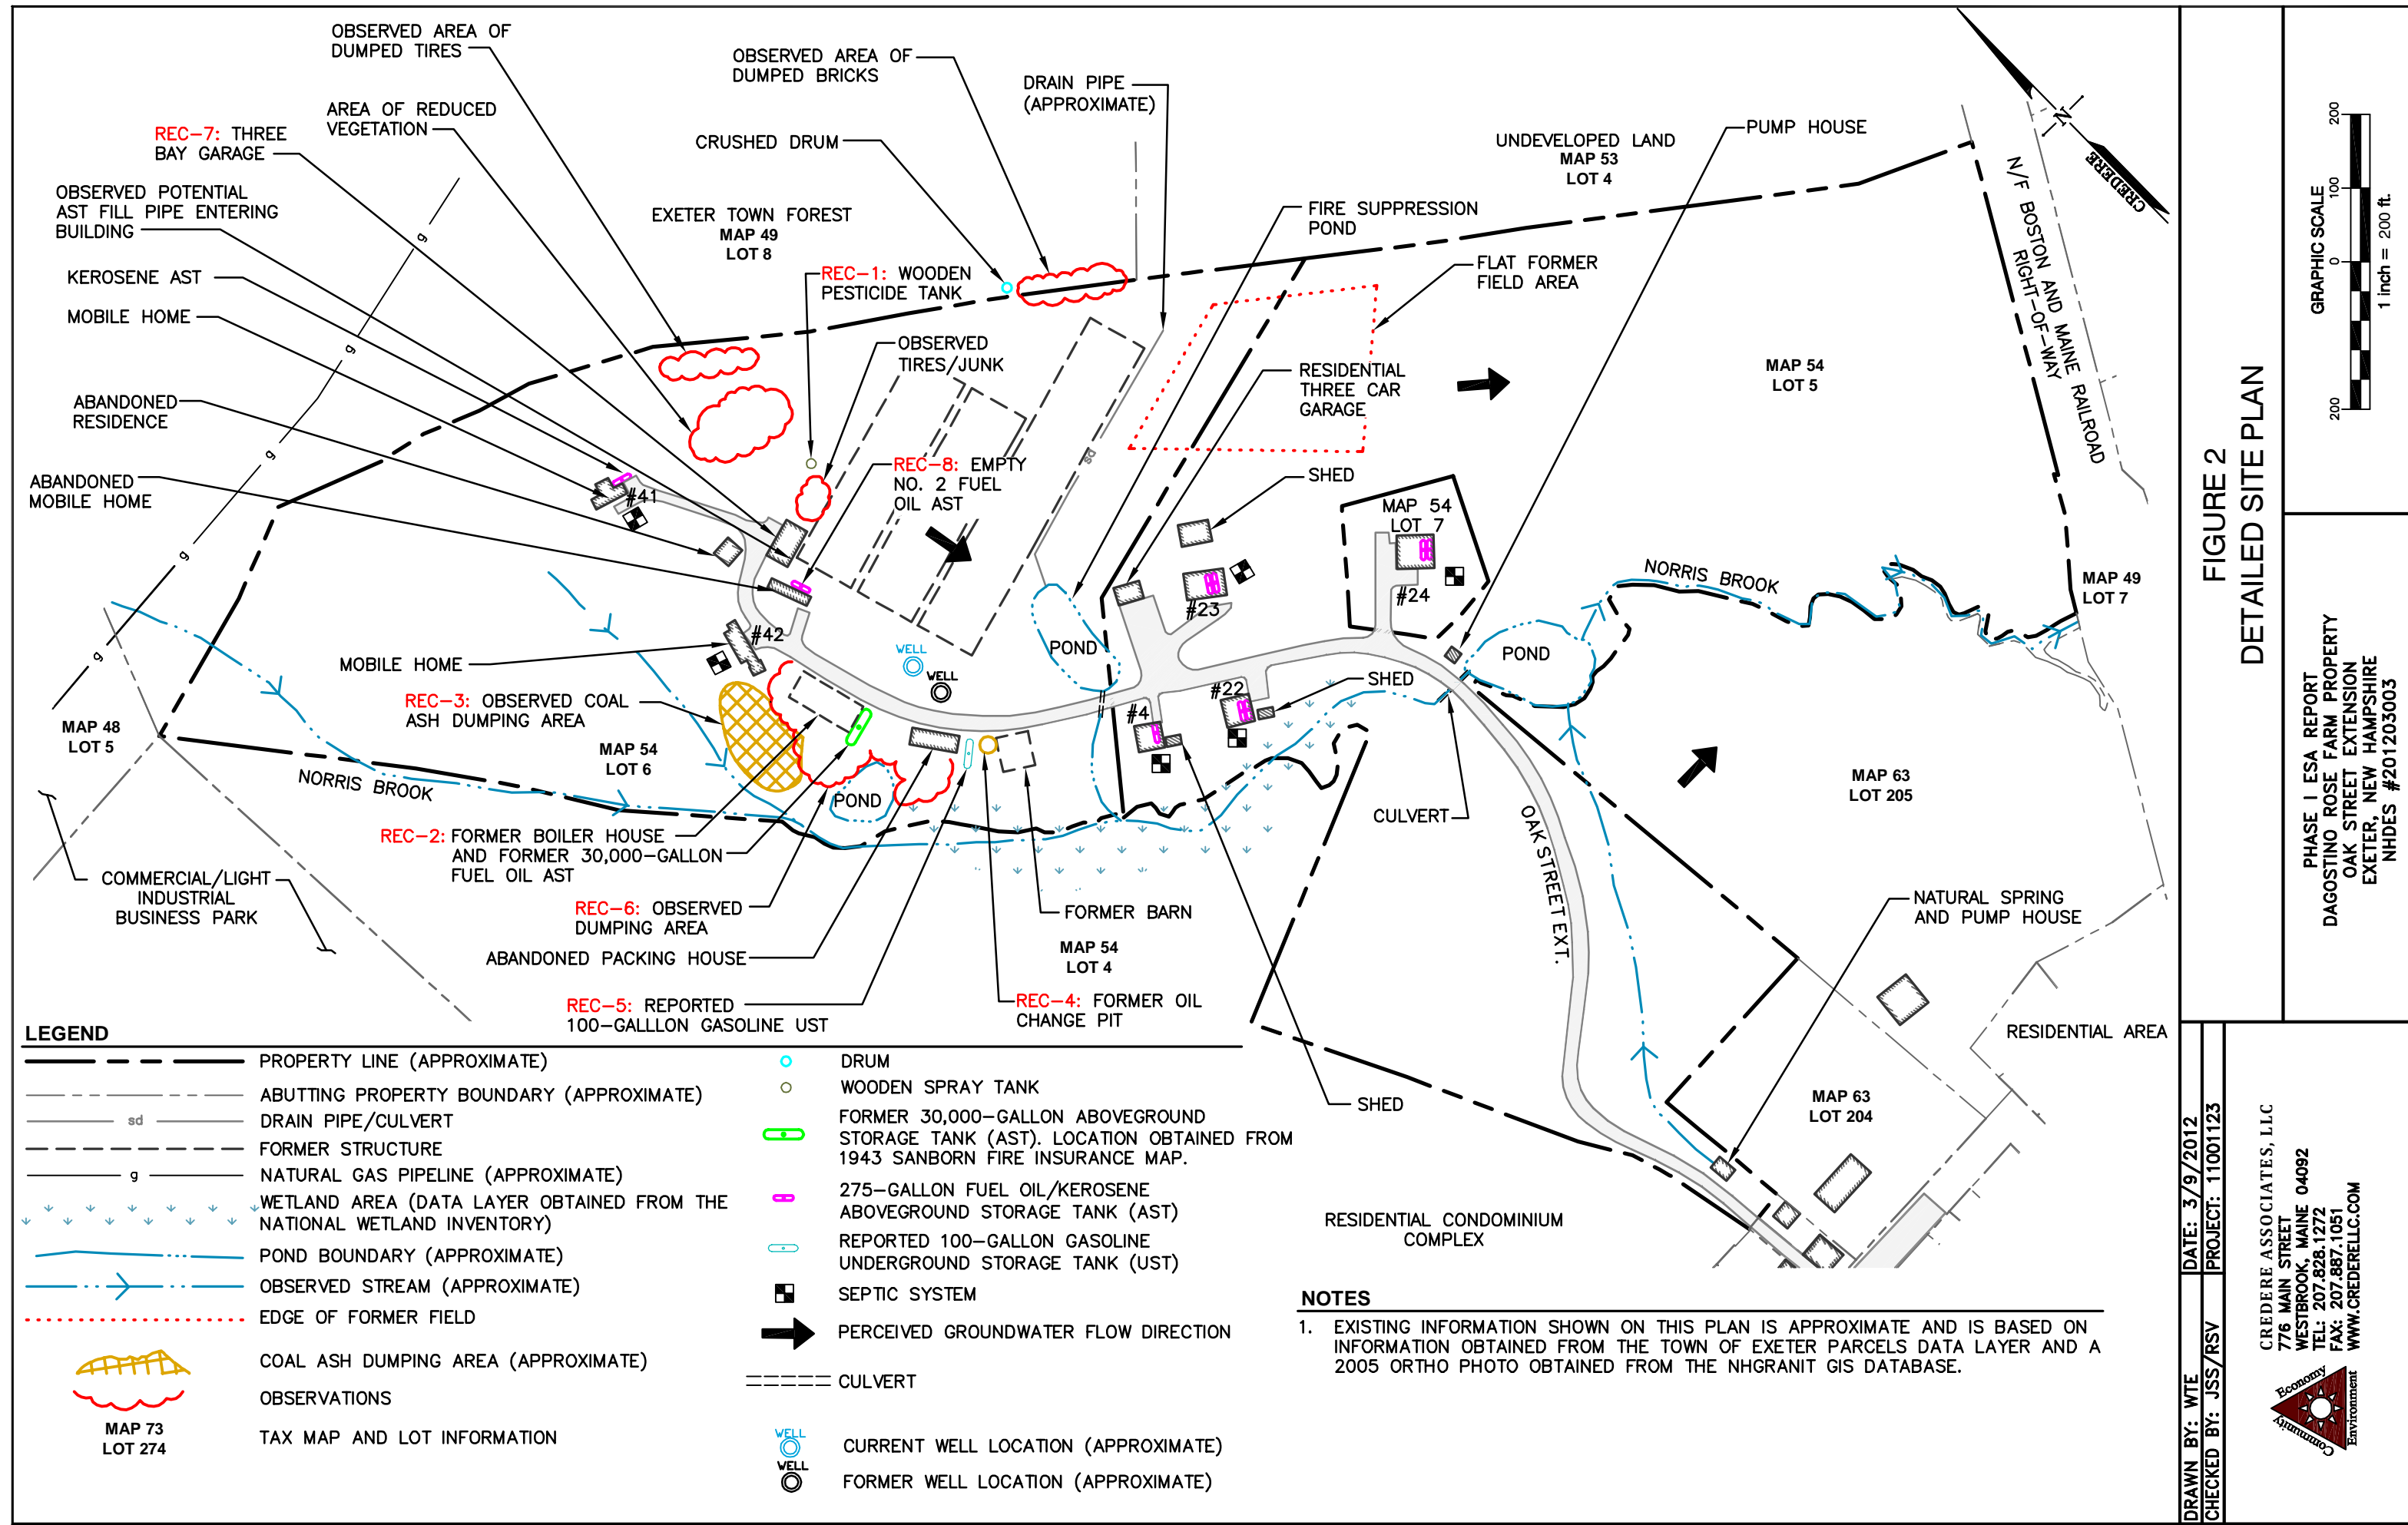 OBSERVED AREA OF
DUMPED TIRES
OBSERVED AREA OF
DUMPED BRICKS
DRAIN PIPE
(APPROXIMATE)
AREA OF REDUCED
VEGETATION
REC-7: THREE
BAY GARAGE
CRUSHED DRUM
UNDEVELOPED LAND
MAP 53
LOT 4
PUMP HOUSE
N
CREDERE
OBSERVED POTENTIAL
AST FILL PIPE ENTERING
BUILDING
EXETER TOWN FOREST
MAP 49
LOT 8
FIRE SUPPRESSION
POND
N/F BOSTON AND MAINE RAILROAD
RIGHT-OF-WAY
KEROSENE AST
REC-1: WOODEN
PESTICIDE TANK
FLAT FORMER
FIELD AREA
MOBILE HOME
OBSERVED
TIRES/JUNK
RESIDENTIAL
THREE CAR
GARAGE
MAP 54
LOT 5
ABANDONED
RESIDENCE
REC-8: EMPTY
NO. 2 FUEL
OIL AST
SHED
ABANDONED
MOBILE HOME
g
g
g
g
g
sd
#41
MAP 54
LOT 7
#24
#23
NORRIS BROOK
MAP 49
LOT 7
#42
MOBILE HOME
WELL
WELL
POND
POND
REC-3: OBSERVED COAL
ASH DUMPING AREA
#22
SHED
#4
MAP 48
LOT 5
MAP 54
LOT 6
NORRIS BROOK
POND
MAP 63
LOT 205
CULVERT
OAK STREET EXT.
REC-2: FORMER BOILER HOUSE
AND FORMER 30,000-GALLON
FUEL OIL AST
COMMERCIAL/LIGHT
INDUSTRIAL
BUSINESS PARK
REC-6: OBSERVED
DUMPING AREA
FORMER BARN
NATURAL SPRING
AND PUMP HOUSE
ABANDONED PACKING HOUSE
MAP 54
LOT 4
REC-5: REPORTED
100-GALLLON GASOLINE UST
REC-4: FORMER OIL
CHANGE PIT
RESIDENTIAL AREA
SHED
MAP 63
LOT 204
RESIDENTIAL CONDOMINIUM
COMPLEX
LEGEND
PROPERTY LINE (APPROXIMATE)
ABUTTING PROPERTY BOUNDARY (APPROXIMATE)
sd
DRAIN PIPE/CULVERT
FORMER STRUCTURE
g
NATURAL GAS PIPELINE (APPROXIMATE)
WETLAND AREA (DATA LAYER OBTAINED FROM THE
NATIONAL WETLAND INVENTORY)
POND BOUNDARY (APPROXIMATE)
OBSERVED STREAM (APPROXIMATE)
EDGE OF FORMER FIELD
COAL ASH DUMPING AREA (APPROXIMATE)
OBSERVATIONS
MAP 73
LOT 274
TAX MAP AND LOT INFORMATION
DRUM
WOODEN SPRAY TANK
FORMER 30,000-GALLON ABOVEGROUND
STORAGE TANK (AST). LOCATION OBTAINED FROM
1943 SANBORN FIRE INSURANCE MAP.
275-GALLON FUEL OIL/KEROSENE
ABOVEGROUND STORAGE TANK (AST)
REPORTED 100-GALLON GASOLINE
UNDERGROUND STORAGE TANK (UST)
SEPTIC SYSTEM
PERCEIVED GROUNDWATER FLOW DIRECTION
CULVERT
WELL
CURRENT WELL LOCATION (APPROXIMATE)
WELL
FORMER WELL LOCATION (APPROXIMATE)
NOTES
1. EXISTING INFORMATION SHOWN ON THIS PLAN IS APPROXIMATE AND IS BASED ON
INFORMATION OBTAINED FROM THE TOWN OF EXETER PARCELS DATA LAYER AND A
2005 ORTHO PHOTO OBTAINED FROM THE NHGRANIT GIS DATABASE.
FIGURE 2
DETAILED SITE PLAN
GRAPHIC SCALE
200 0 100 200
1 inch = 200 ft.
PHASE I ESA REPORT
DAGOSTINO ROSE FARM PROPERTY
OAK STREET EXTENSION
EXETER, NEW HAMPSHIRE
NHDES #201203003
DRAWN BY: WTE
DATE: 3/9/2012
CHECKED BY: JSS/RSV
PROJECT: 11001123
CREDERE ASSOCIATES, LLC
776 MAIN STREET
WESTBROOK, MAINE 04092
TEL: 207.828.1272
FAX: 207.887.1051
WWW.CREDERELLC.COM
Economy
Community
Environment